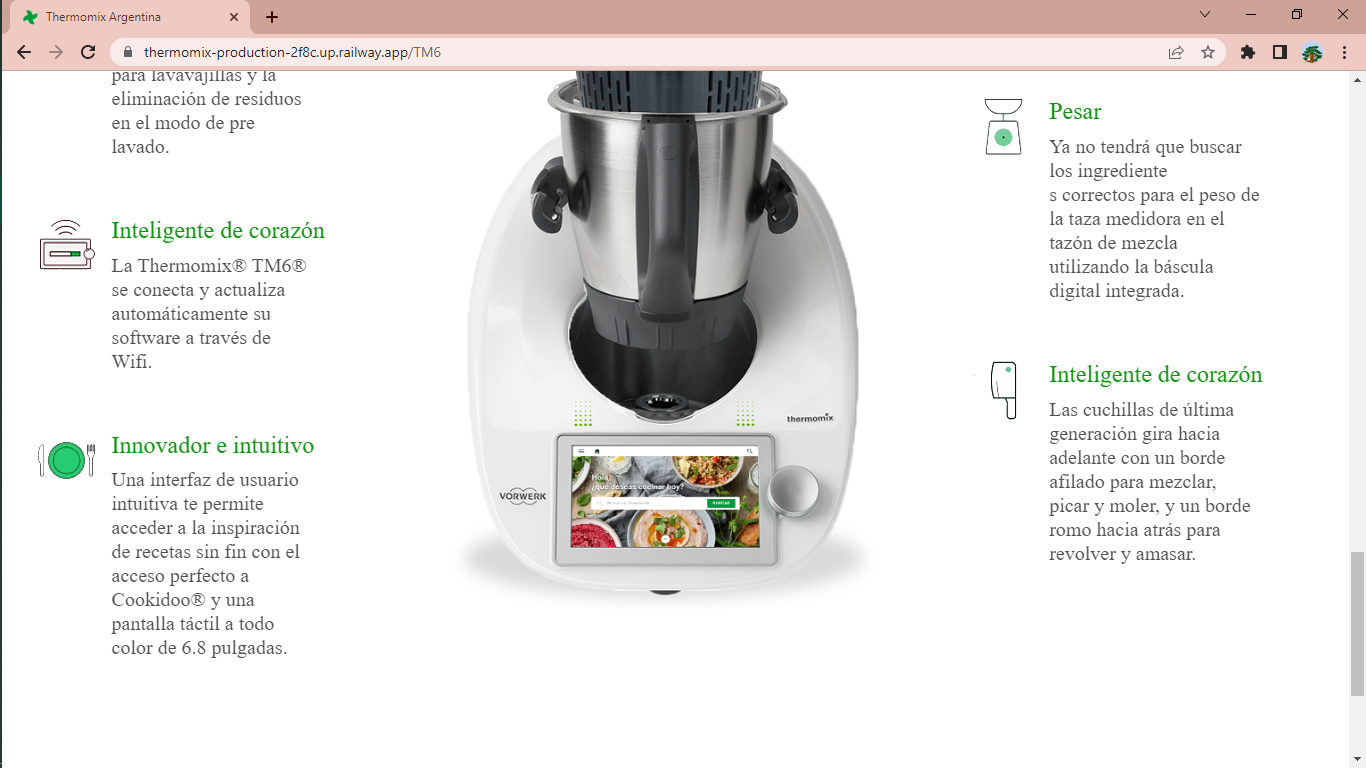 Thermomix Argentina
thermomix-production-2f8c.up.railway.app/TM6
para lavavajillas y la
eliminación de residuos
en el modo de pre
lavado.
Inteligente de corazón
La Thermomix® TM6®
se conecta y actualiza
automáticamente su
software a través de
Wifi.
Innovador e intuitivo
Una interfaz de usuario
intuitiva te permite
acceder a la inspiración
de recetas sin fin con el
acceso perfecto a
Cookidoo® y una
pantalla táctil a todo
color de 6.8 pulgadas.
thermomix
VORWERK
Hola,
¿qué deseas cocinar hoy?
Pesar
Ya no tendrá que buscar
los ingrediente
s correctos para el peso de
la taza medidora en el
tazón de mezcla
utilizando la báscula
digital integrada.
Inteligente de corazón
Las cuchillas de última
generación gira hacia
adelante con un borde
afilado para mezclar,
picar y moler, y un borde
romo hacia atrás para
revolver y amasar.